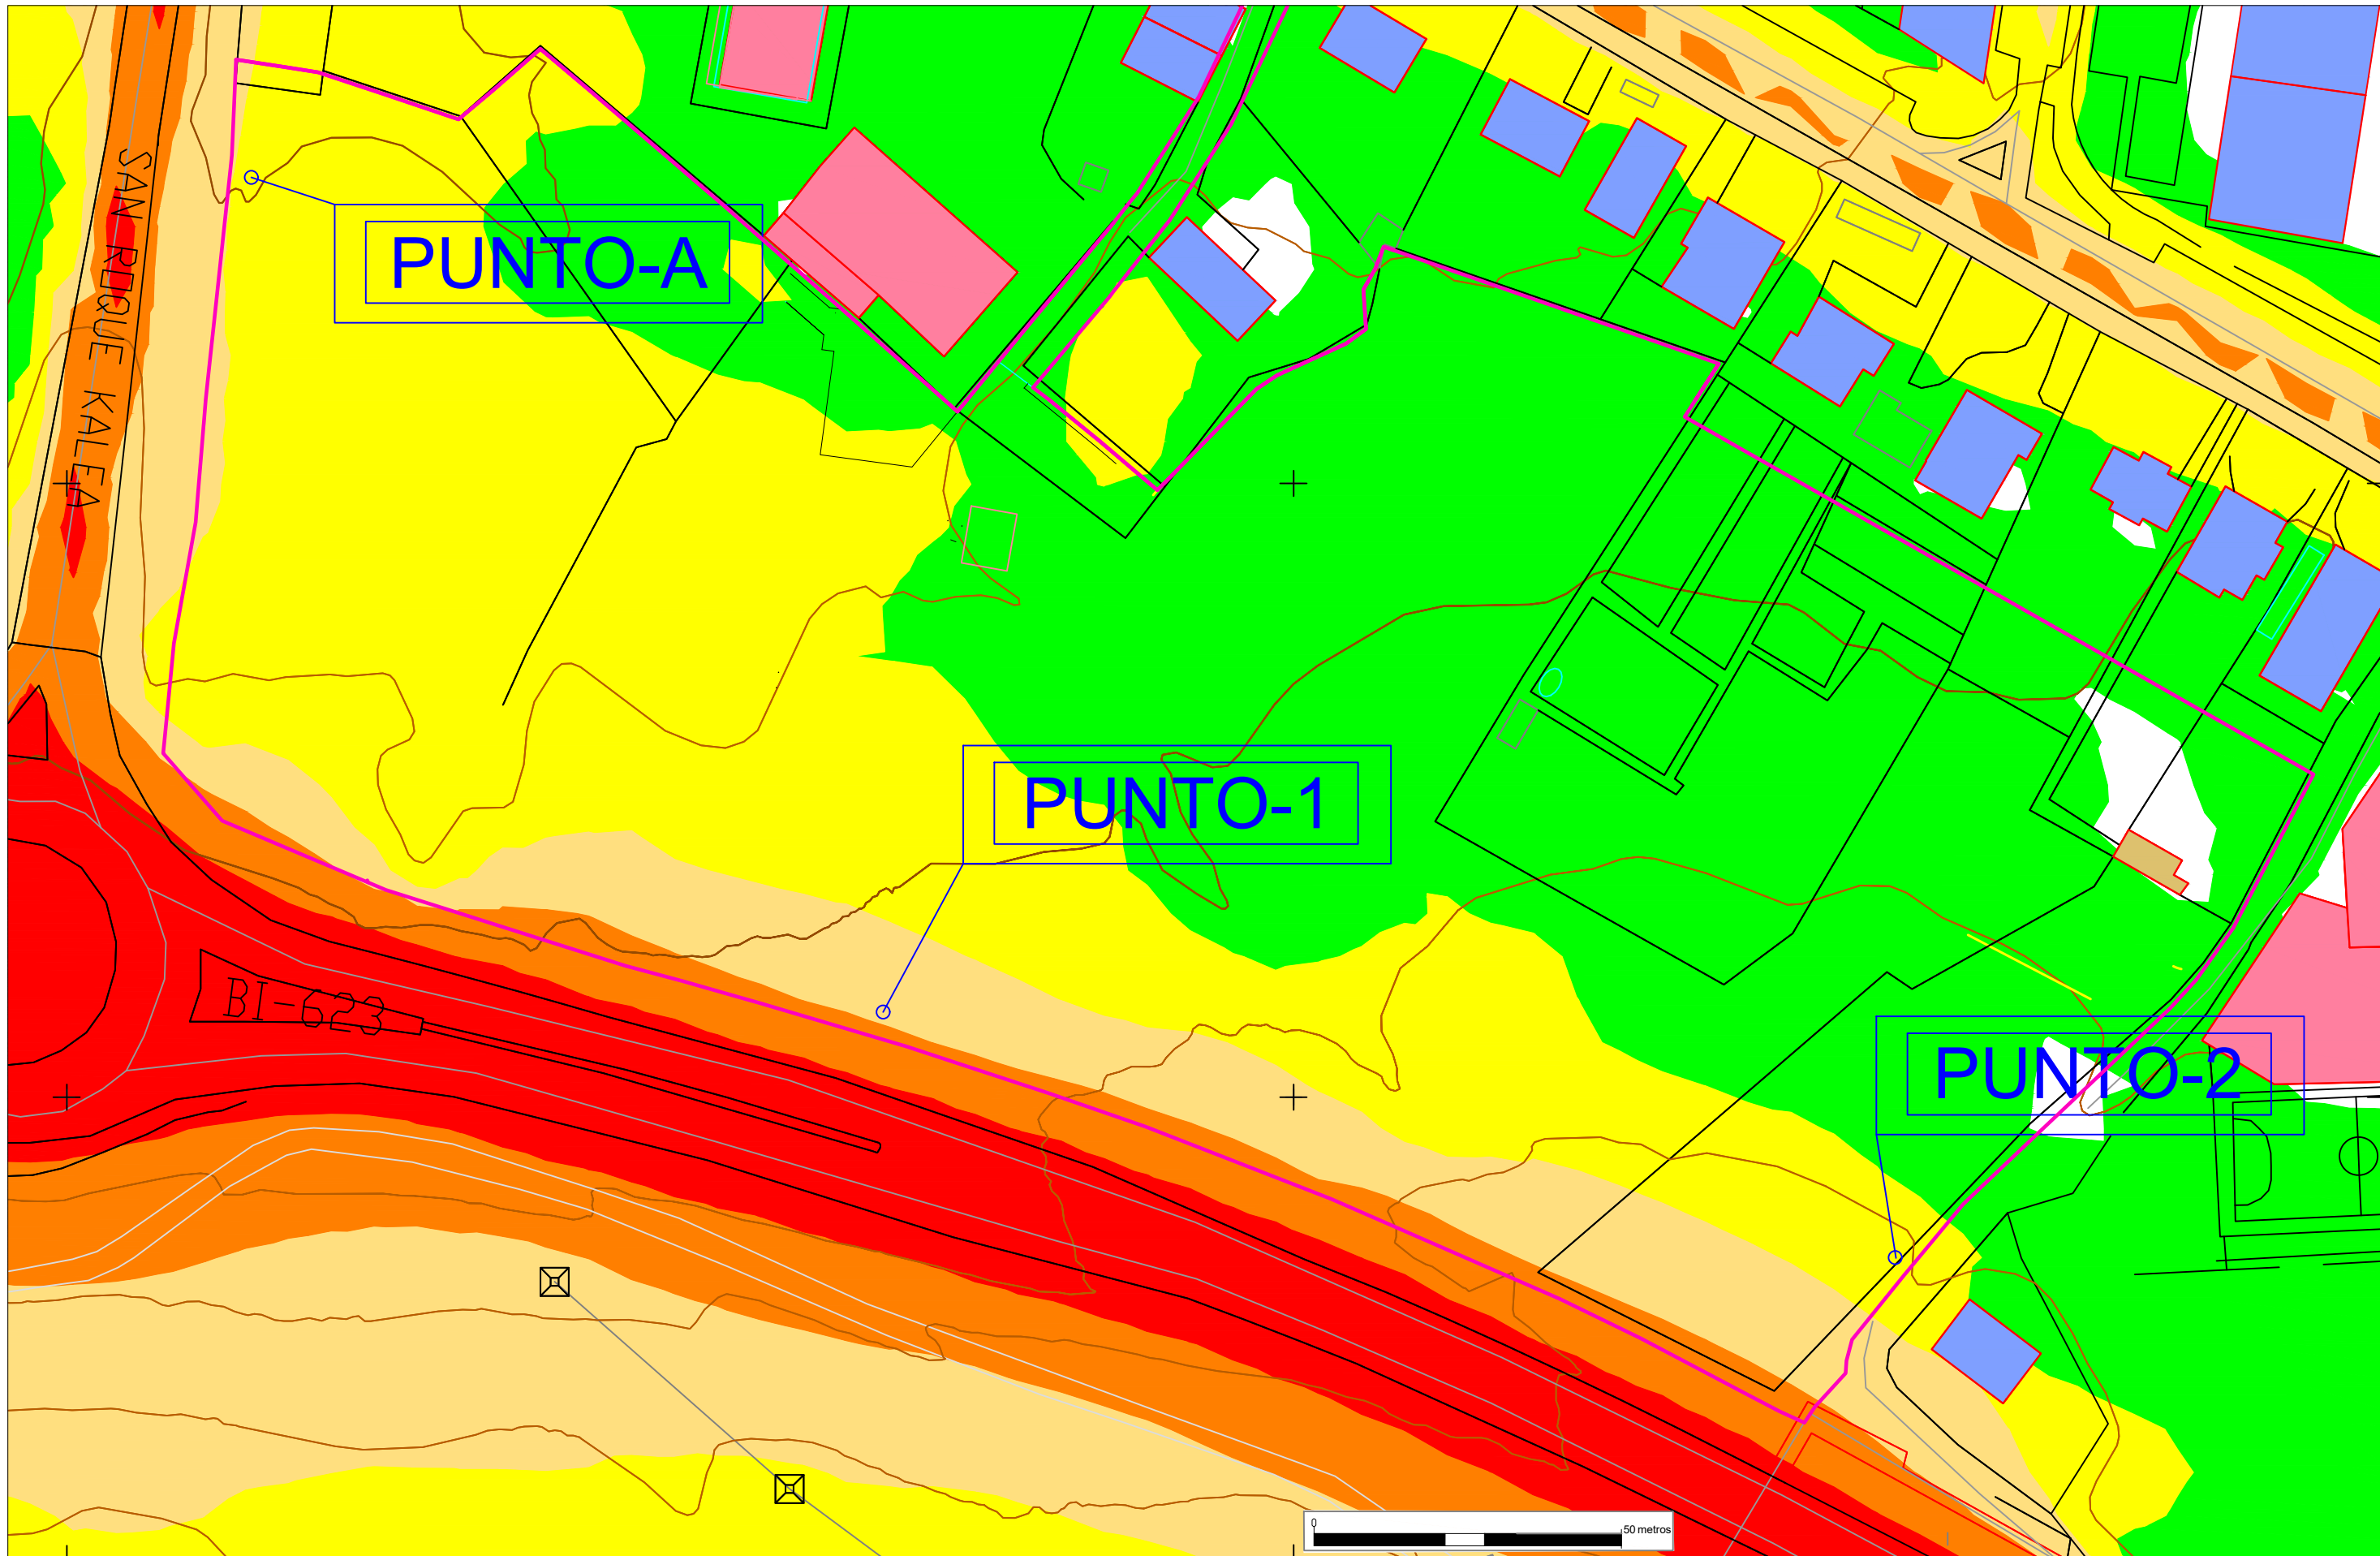 SAN ROQUE KALEA
PUNTO-A
PUNTO-1
BI-623
PUNTO-2
0
50 metros